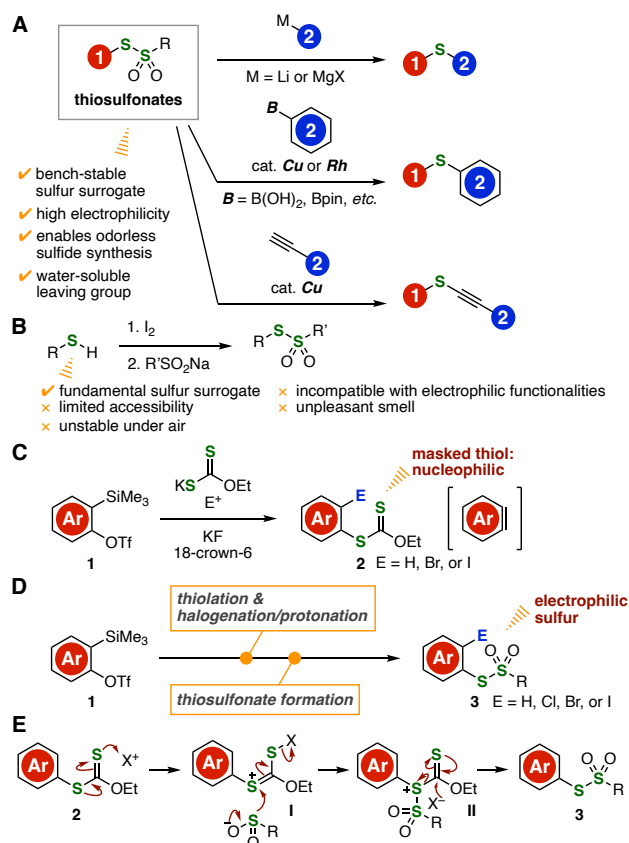 A
1 S S R O O
thiosulfonates
✓ bench-stable
sulfur surrogate
✓ high electrophilicity
✓ enables odorless
sulfide synthesis
✓ water-soluble
leaving group
M 2
M = Li or MgX
1 S 2
B 2
cat. Cu or Rh
B = B(OH)2, Bpin, etc.
1 S 2
2
cat. Cu
1 S 2
B
R S H
1. I2
2. R'SO2Na
R S S R' O O
✓ fundamental sulfur surrogate
× limited accessibility
× unstable under air
× incompatible with electrophilic functionalities
× unpleasant smell
C
Ar SiMe3 OTf
1
S KS OEt
E+
KF
18-crown-6
masked thiol:
nucleophilic
Ar E S S OEt
2 E = H, Br, or I
Ar
D
Ar SiMe3 OTf
1
thiolation &
halogenation/protonation
thiosulfonate formation
electrophilic
sulfur
Ar E O O S S R
3 E = H, Cl, Br, or I
E
Ar S S OEt X+
2
Ar S+ S X OEt
I
−O S O R
Ar S+ S OEt
II
O S O R X−
Ar S S O O R
3